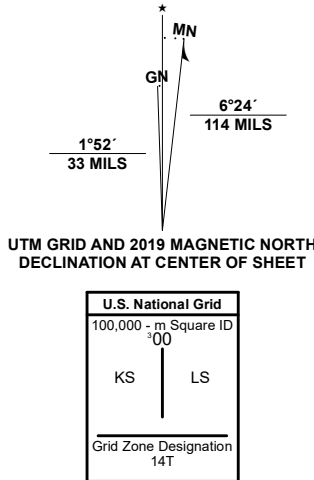 ★
MN
GN
6°24´
114 MILS
1°52´
33 MILS
UTM GRID AND 2019 MAGNETIC NORTH
DECLINATION AT CENTER OF SHEET
U.S. National Grid
100,000 - m Square ID
³00
KS LS
Grid Zone Designation
14T